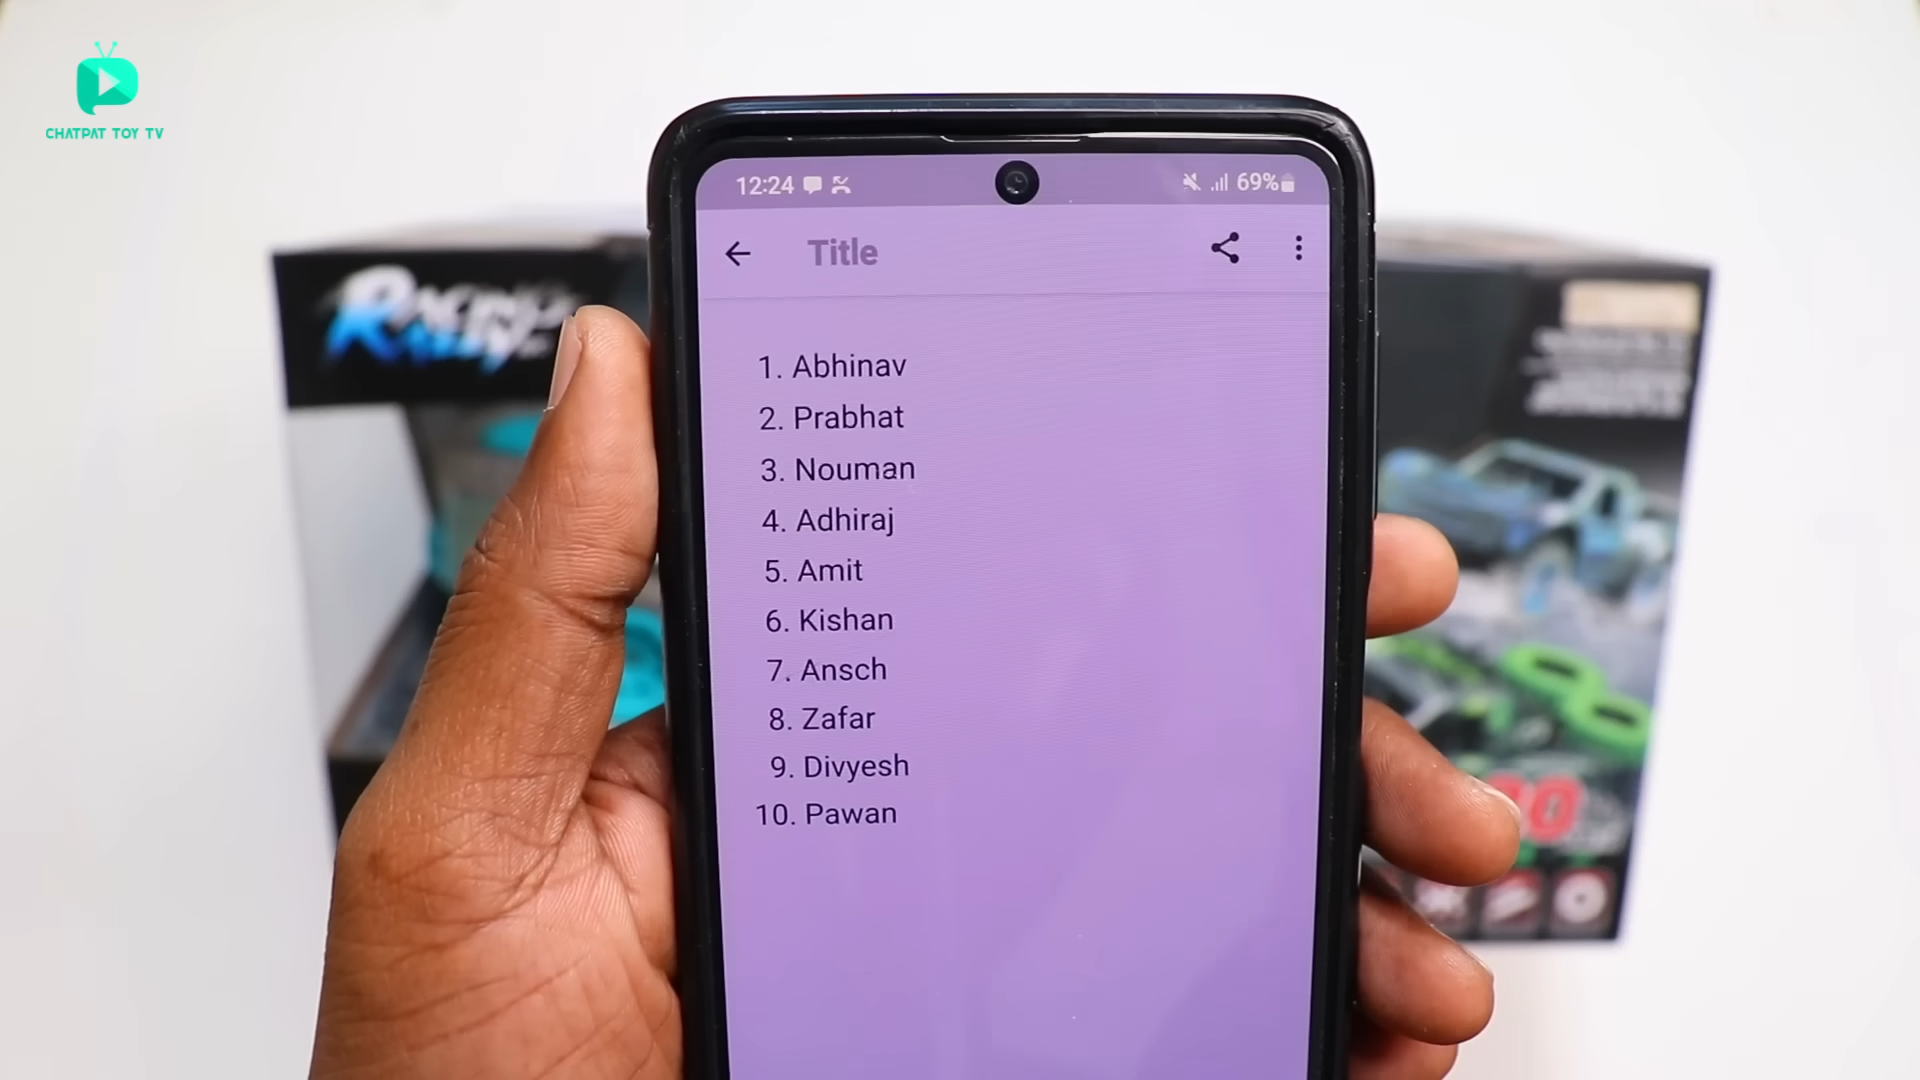 CHATPAT TOY TV
12:24
69%
Title
1. Abhinav
2. Prabhat
3. Nouman
4. Adhiraj
5. Amit
6. Kishan
7. Ansch
8. Zafar
9. Divyesh
10. Pawan